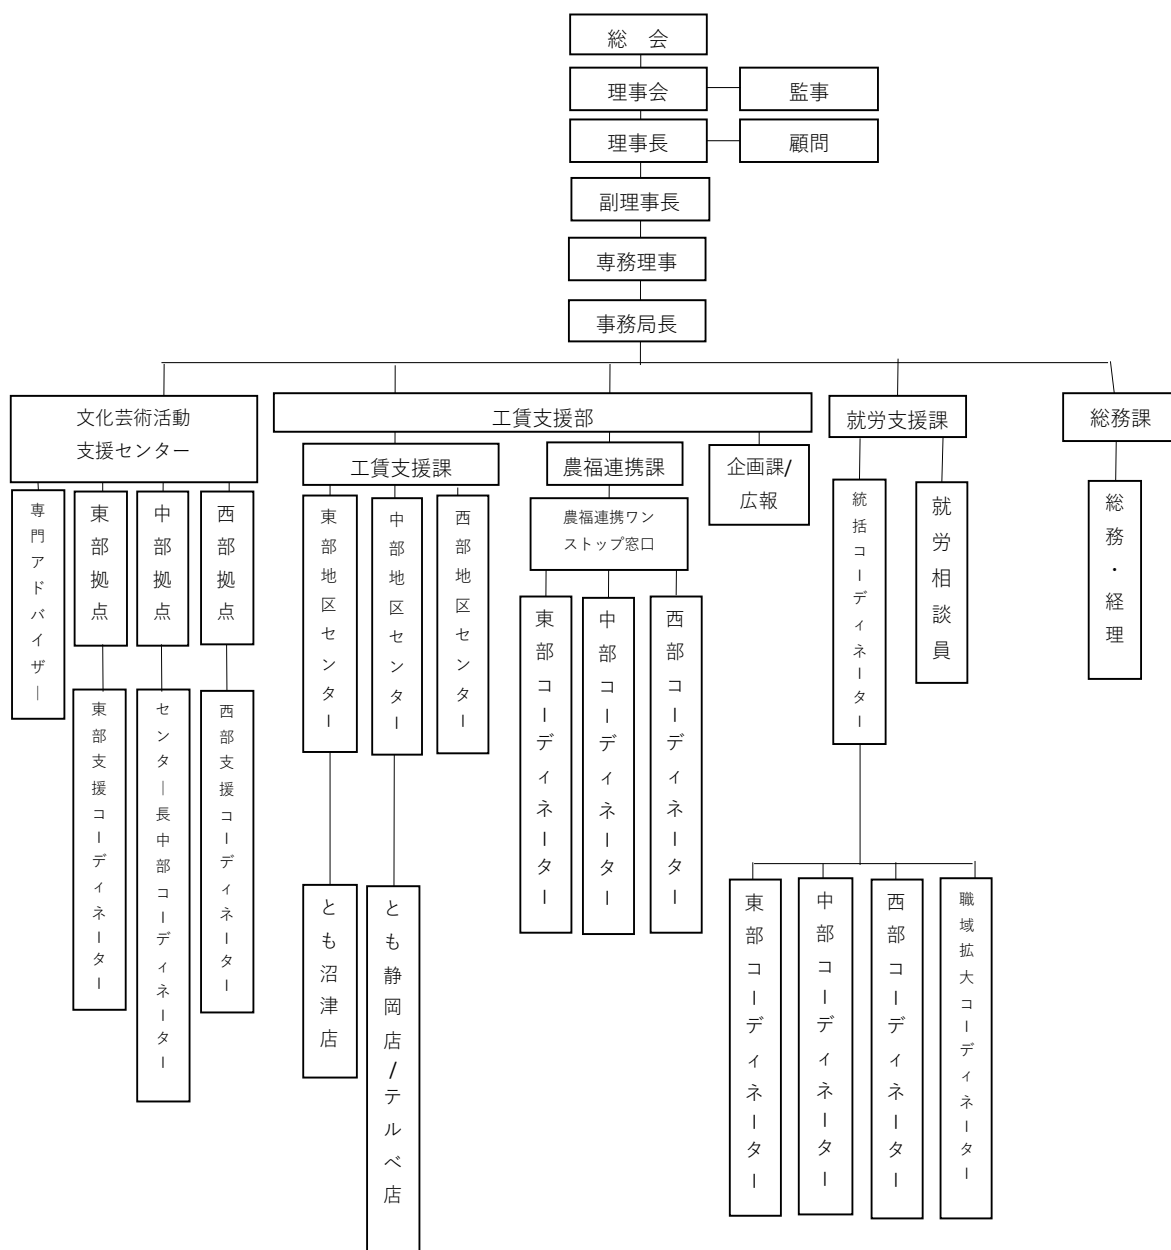 総　会
理事会
監事
理事長
顧問
副理事長
専務理事
事務局長
文化芸術活動
支援センター
工賃支援部
就労支援課
総務課
工賃支援課
農福連携課
企画課/
広報
専門アドバイザー
東部拠点
中部拠点
西部拠点
東部地区センター
中部地区センター
西部地区センター
農福連携ワン
ストップ窓口
統括コーディネーター
就労相談員
総務・経理
東部コーディネーター
中部コーディネーター
西部コーディネーター
東部支援コーディネーター
センター長中部コーディネーター
西部支援コーディネーター
とも沼津店
とも静岡店/テルベ店
東部コーディネーター
中部コーディネーター
西部コーディネーター
職域拡大コーディネーター